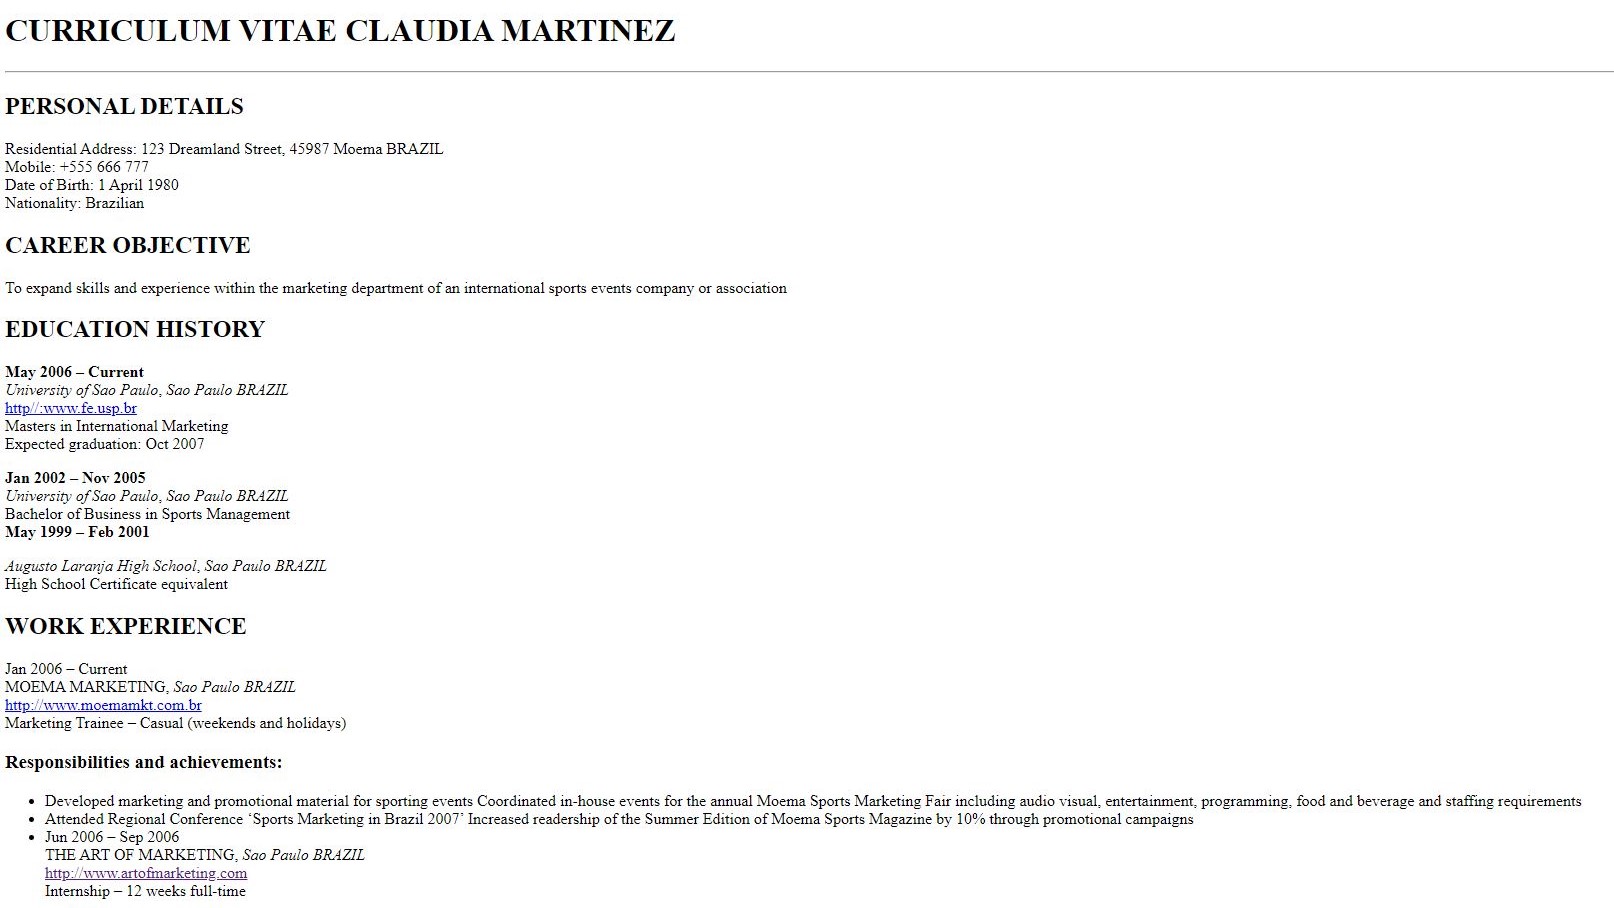 CURRICULUM VITAE CLAUDIA MARTINEZ
PERSONAL DETAILS
Residential Address: 123 Dreamland Street, 45987 Moema BRAZIL
Mobile: +555 666 777
Date of Birth: 1 April 1980
Nationality: Brazilian
CAREER OBJECTIVE
To expand skills and experience within the marketing department of an international sports events company or association
EDUCATION HISTORY
May 2006 – Current
University of Sao Paulo, Sao Paulo BRAZIL
http//:www.fe.usp.br
Masters in International Marketing
Expected graduation: Oct 2007
Jan 2002 – Nov 2005
University of Sao Paulo, Sao Paulo BRAZIL
Bachelor of Business in Sports Management
May 1999 – Feb 2001
Augusto Laranja High School, Sao Paulo BRAZIL
High School Certificate equivalent
WORK EXPERIENCE
Jan 2006 – Current
MOEMA MARKETING, Sao Paulo BRAZIL
http://www.moemamkt.com.br
Marketing Trainee – Casual (weekends and holidays)
Responsibilities and achievements:
• Developed marketing and promotional material for sporting events Coordinated in-house events for the annual Moema Sports Marketing Fair including audio visual, entertainment, programming, food and beverage and staffing requirements
• Attended Regional Conference ‘Sports Marketing in Brazil 2007’ Increased readership of the Summer Edition of Moema Sports Magazine by 10% through promotional campaigns
• Jun 2006 – Sep 2006
THE ART OF MARKETING, Sao Paulo BRAZIL
http://www.artofmarketing.com
Internship – 12 weeks full-time